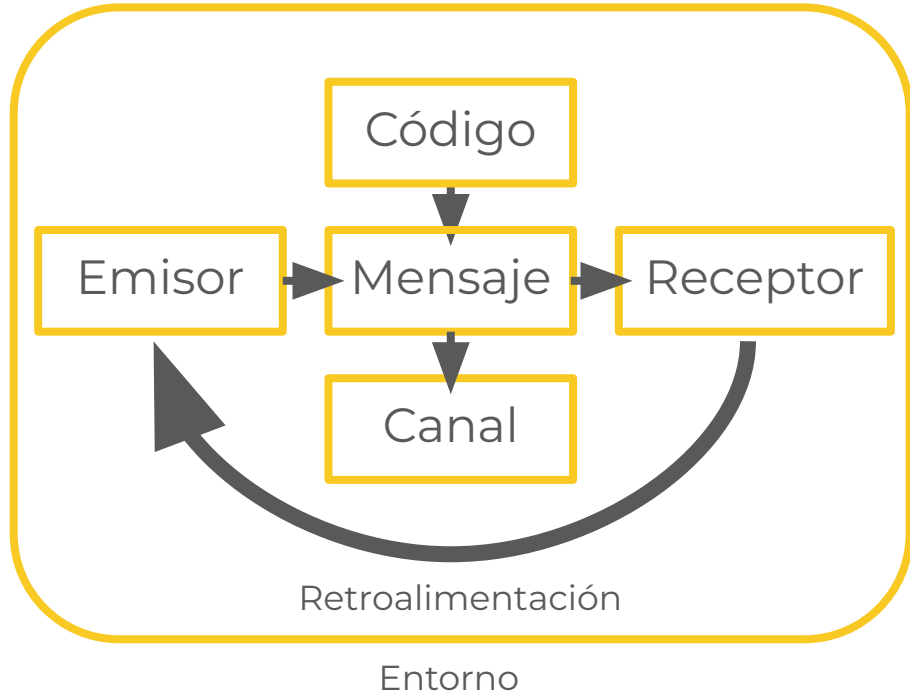 Código
Emisor
Mensaje
Receptor
Canal
Retroalimentación
Entorno